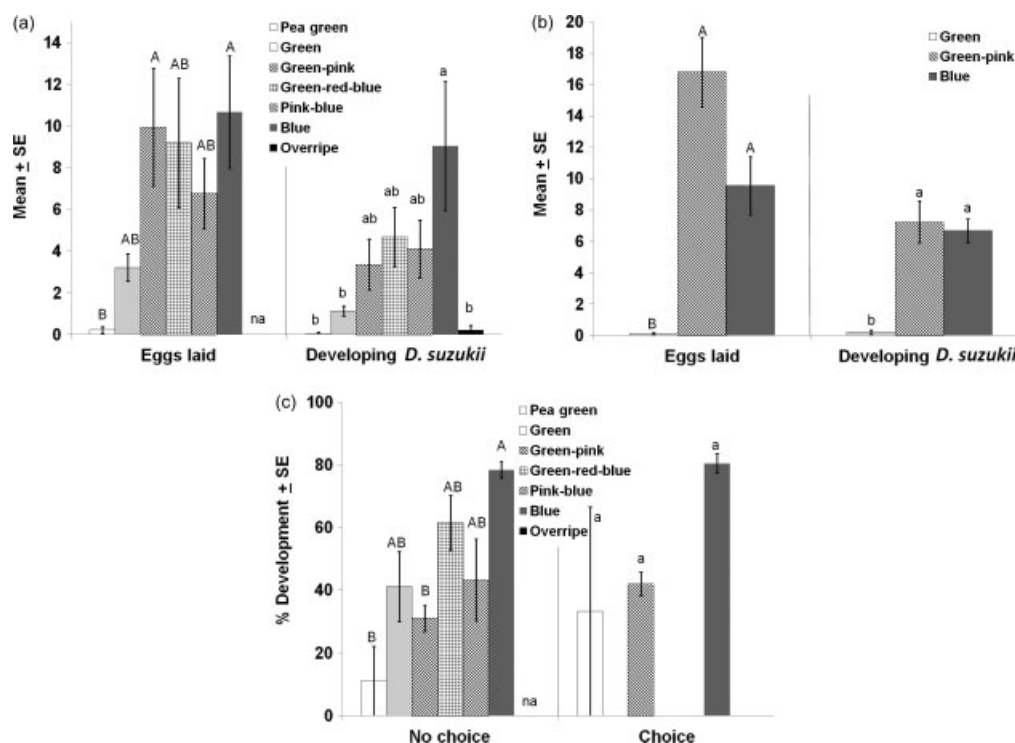 (a)
Mean ± SE
14
12
10
8
6
4
2
0
Pea green
Green
Green-pink
Green-red-blue
Pink-blue
Blue
Overripe
B
AB
A
AB
AB
A
na
b
b
ab
ab
ab
a
b
Eggs laid
Developing D. suzukii
(b)
Mean ± SE
20
18
16
14
12
10
8
6
4
2
0
Green
Green-pink
Blue
B
A
A
b
a
a
Eggs laid
Developing D. suzukii
(c)
% Development ± SE
100
80
60
40
20
0
Pea green
Green
Green-pink
Green-red-blue
Pink-blue
Blue
Overripe
B
AB
B
AB
AB
A
na
a
a
a
No choice
Choice